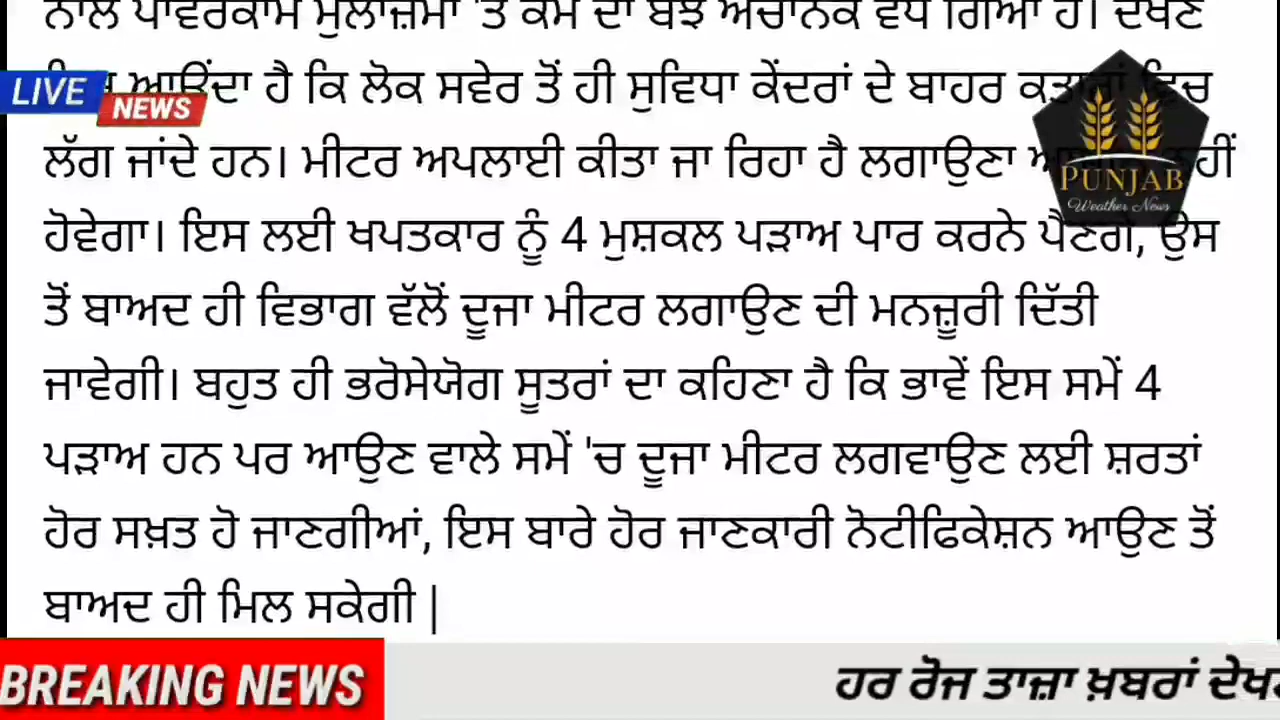 ਨਾਲ ਪਾਵਰਕਾਮ ਮੁਲਾਜ਼ਮਾਂ 'ਤੇ ਕੰਮ ਦਾ ਬੋਝ ਅਚਾਨਕ ਵਧ ਗਿਆ ਹੈ। ਦੇਖਣ
ਆਉਂਦਾ ਹੈ ਕਿ ਲੋਕ ਸਵੇਰ ਤੋਂ ਹੀ ਸੁਵਿਧਾ ਕੇਂਦਰਾਂ ਦੇ ਬਾਹਰ
ਲੱਗ ਜਾਂਦੇ ਹਨ। ਮੀਟਰ ਅਪਲਾਈ ਕੀਤਾ ਜਾ ਰਿਹਾ ਹੈ ਲਗਾਉਣਾ
ਹੋਵੇਗਾ। ਇਸ ਲਈ ਖਪਤਕਾਰ ਨੂੰ 4 ਮੁਸ਼ਕਲ ਪੜਾਅ ਪਾਰ ਕਰਨੇ ਪੈਣਗੇ, ਉਸ
ਤੋਂ ਬਾਅਦ ਹੀ ਵਿਭਾਗ ਵੱਲੋਂ ਦੂਜਾ ਮੀਟਰ ਲਗਾਉਣ ਦੀ ਮਨਜ਼ੂਰੀ ਦਿੱਤੀ
ਜਾਵੇਗੀ। ਬਹੁਤ ਹੀ ਭਰੋਸੇਯੋਗ ਸੂਤਰਾਂ ਦਾ ਕਹਿਣਾ ਹੈ ਕਿ ਭਾਵੇਂ ਇਸ ਸਮੇਂ 4
ਪੜਾਅ ਹਨ ਪਰ ਆਉਣ ਵਾਲੇ ਸਮੇਂ 'ਚ ਦੂਜਾ ਮੀਟਰ ਲਗਵਾਉਣ ਲਈ ਸ਼ਰਤਾਂ
ਹੋਰ ਸਖ਼ਤ ਹੋ ਜਾਣਗੀਆਂ, ਇਸ ਬਾਰੇ ਹੋਰ ਜਾਣਕਾਰੀ ਨੋਟੀਫਿਕੇਸ਼ਨ ਆਉਣ ਤੋਂ
ਬਾਅਦ ਹੀ ਮਿਲ ਸਕੇਗੀ |
LIVE
NEWS
PUNJAB
Weather News
BREAKING NEWS
ਹਰ ਰੋਜ ਤਾਜ਼ਾ ਖ਼ਬਰਾਂ